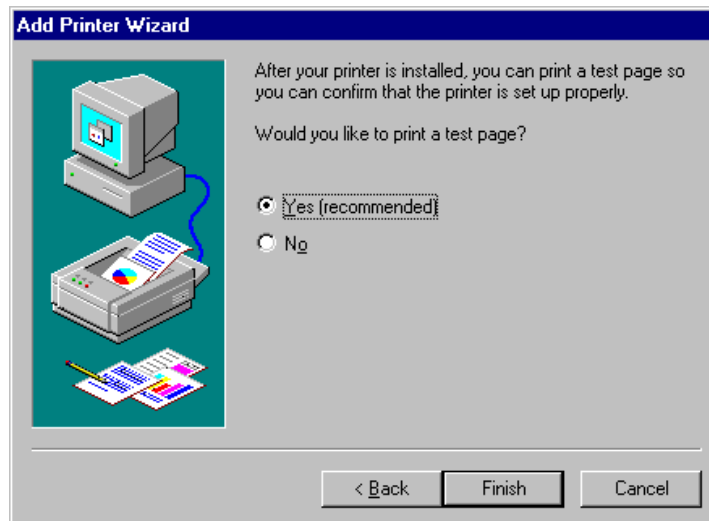 Add Printer Wizard
After your printer is installed, you can print a test page so
you can confirm that the printer is set up properly.
Would you like to print a test page?
Yes (recommended)
No
< Back
Finish
Cancel